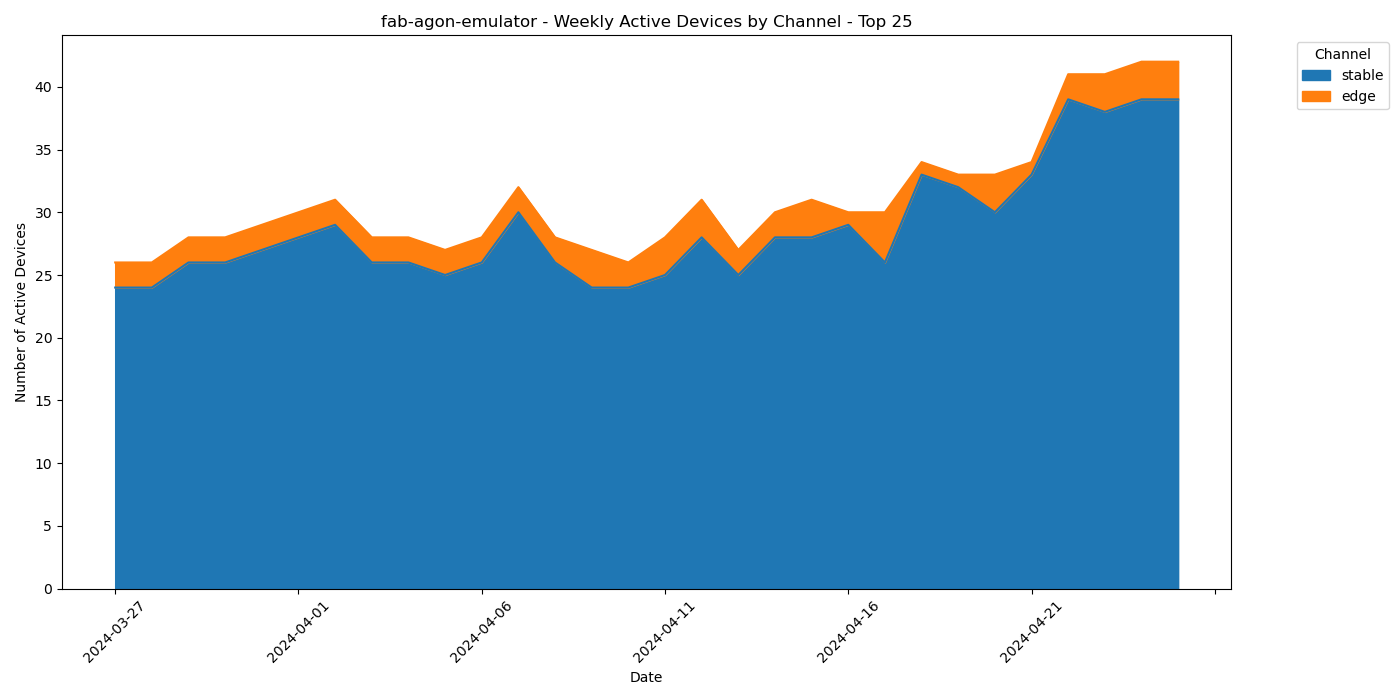 fab-agon-emulator - Weekly Active Devices by Channel - Top 25
Channel
stable
edge
Number of Active Devices
40
35
30
25
20
15
10
5
0
2024-03-27
2024-04-01
2024-04-06
2024-04-11
2024-04-16
2024-04-21
Date